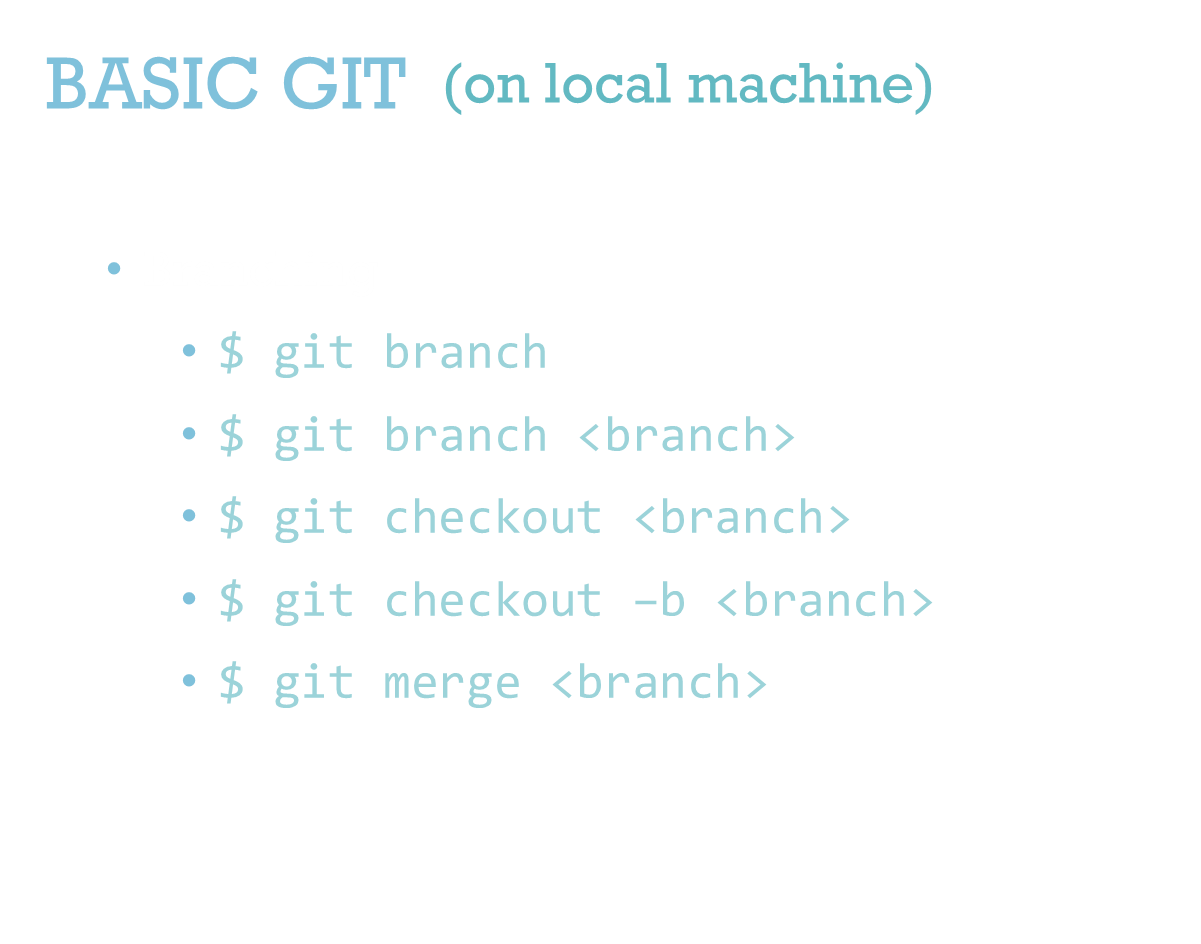 BASIC GIT (on local machine)
•
• $ git branch
• $ git branch <branch>
• $ git checkout <branch>
• $ git checkout –b <branch>
• $ git merge <branch>